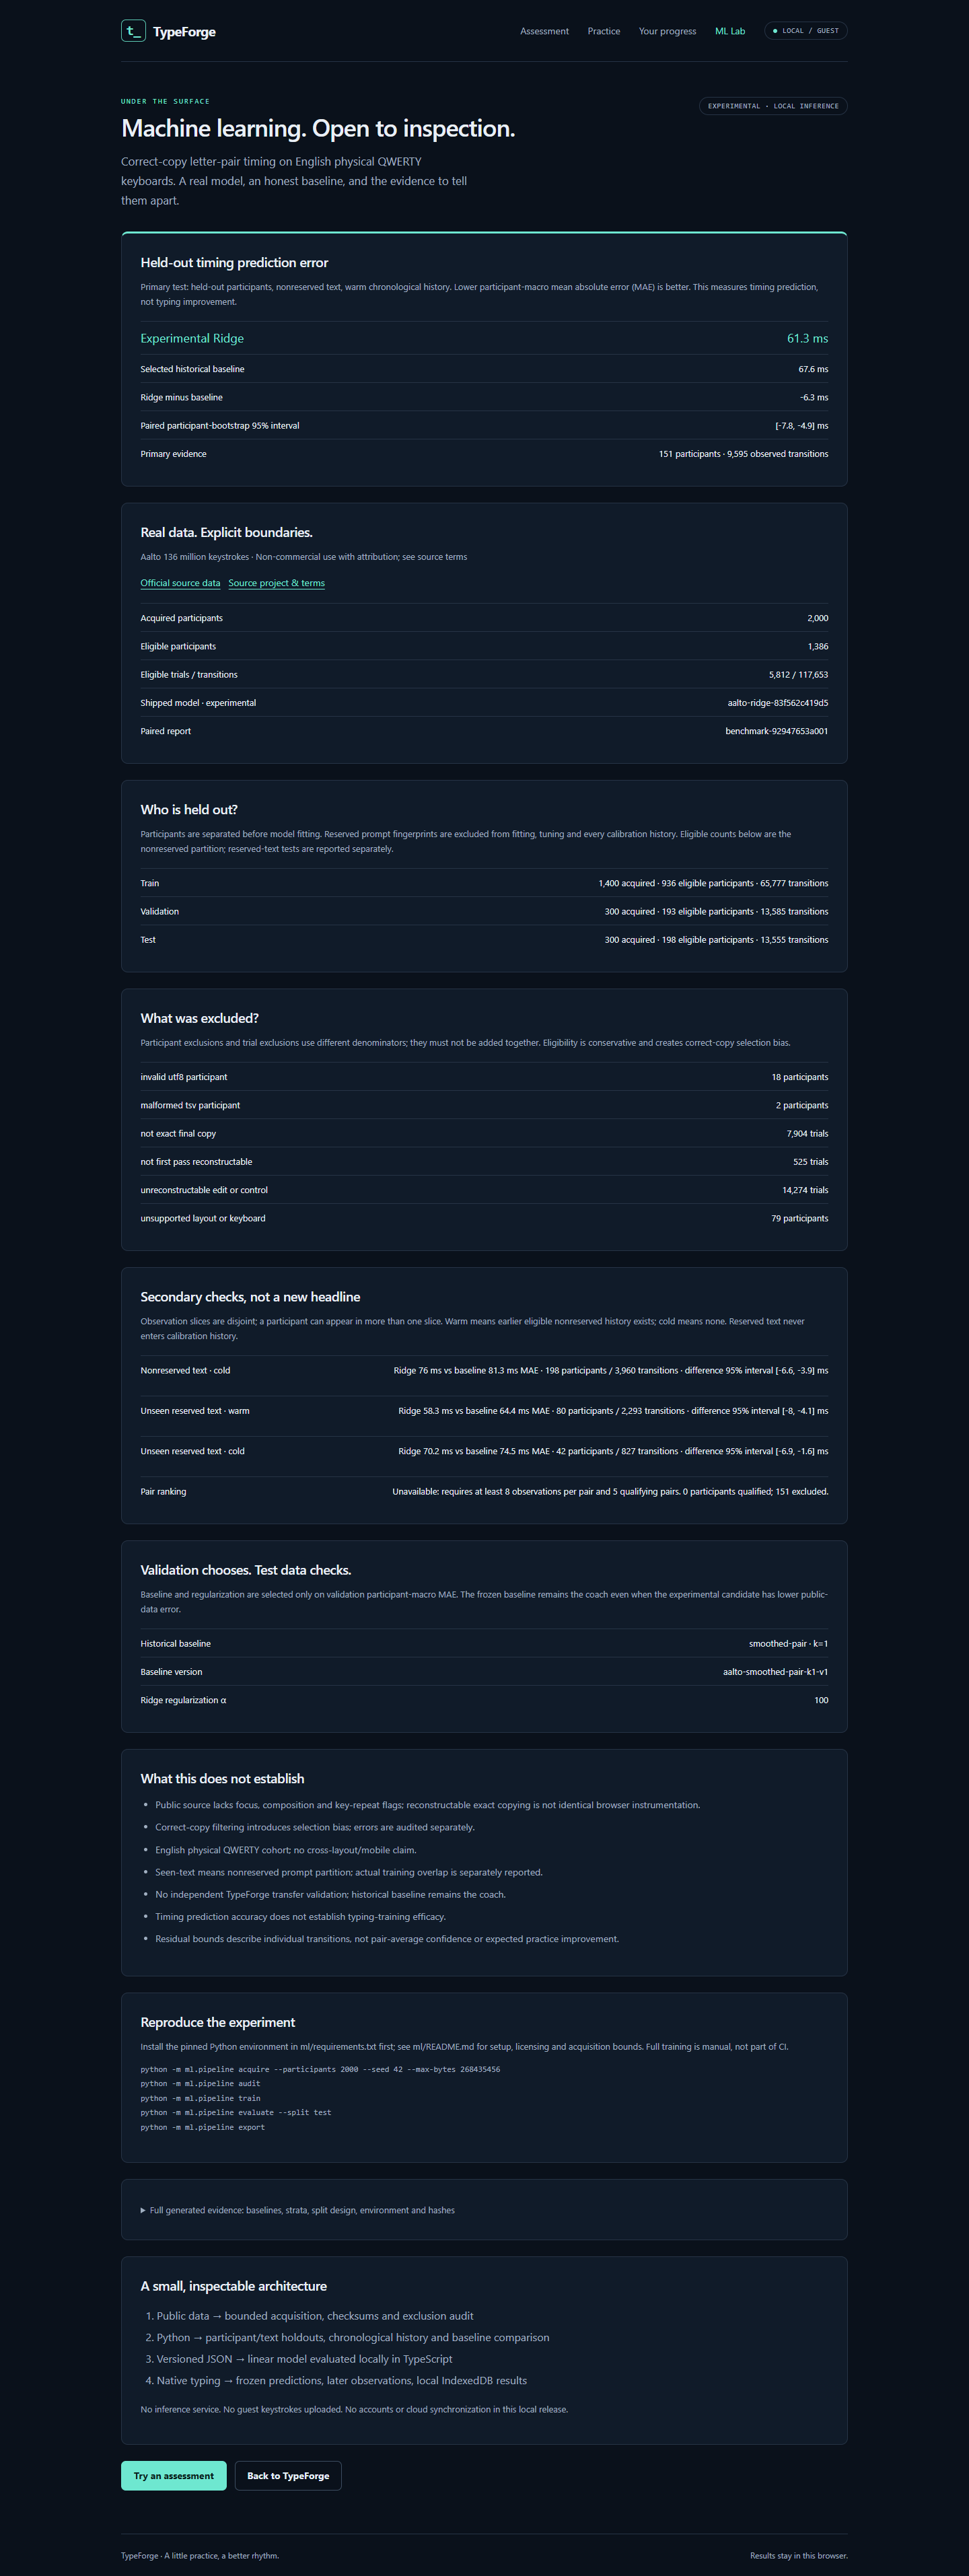 t_ TypeForge
Assessment Practice Your progress ML Lab LOCAL / GUEST
UNDER THE SURFACE
EXPERIMENTAL · LOCAL INFERENCE
Machine learning. Open to inspection.
Correct-copy letter-pair timing on English physical QWERTY
keyboards. A real model, an honest baseline, and the evidence to tell
them apart.
Held-out timing prediction error
Primary test: held-out participants, nonreserved text, warm chronological history. Lower participant-macro mean absolute error (MAE) is better. This measures timing prediction,
not typing improvement.
Experimental Ridge 61.3 ms
Selected historical baseline 67.6 ms
Ridge minus baseline -6.3 ms
Paired participant-bootstrap 95% interval [-7.8, -4.9] ms
Primary evidence 151 participants · 9,595 observed transitions
Real data. Explicit boundaries.
Aalto 136 million keystrokes · Non-commercial use with attribution; see source terms
Official source data Source project & terms
Acquired participants 2,000
Eligible participants 1,386
Eligible trials / transitions 5,812 / 117,653
Shipped model · experimental aalto-ridge-83f562c419d5
Paired report benchmark-92947653a001
Who is held out?
Participants are separated before model fitting. Reserved prompt fingerprints are excluded from fitting, tuning and every calibration history. Eligible counts below are the
nonreserved partition; reserved-text tests are reported separately.
Train 1,400 acquired · 936 eligible participants · 65,777 transitions
Validation 300 acquired · 193 eligible participants · 13,585 transitions
Test 300 acquired · 198 eligible participants · 13,555 transitions
What was excluded?
Participant exclusions and trial exclusions use different denominators; they must not be added together. Eligibility is conservative and creates correct-copy selection bias.
invalid utf8 participant 18 participants
malformed tsv participant 2 participants
not exact final copy 7,904 trials
not first pass reconstructable 525 trials
unreconstructable edit or control 14,274 trials
unsupported layout or keyboard 79 participants
Secondary checks, not a new headline
Observation slices are disjoint; a participant can appear in more than one slice. Warm means earlier eligible nonreserved history exists; cold means none. Reserved text never
enters calibration history.
Nonreserved text · cold Ridge 76 ms vs baseline 81.3 ms MAE · 198 participants / 3,960 transitions · difference 95% interval [-6.6, -3.9] ms
Unseen reserved text · warm Ridge 58.3 ms vs baseline 64.4 ms MAE · 80 participants / 2,293 transitions · difference 95% interval [-8, -4.1] ms
Unseen reserved text · cold Ridge 70.2 ms vs baseline 74.5 ms MAE · 42 participants / 827 transitions · difference 95% interval [-6.9, -1.6] ms
Pair ranking Unavailable: requires at least 8 observations per pair and 5 qualifying pairs. 0 participants qualified; 151 excluded.
Validation chooses. Test data checks.
Baseline and regularization are selected only on validation participant-macro MAE. The frozen baseline remains the coach even when the experimental candidate has lower public-
data error.
Historical baseline smoothed-pair · k=1
Baseline version aalto-smoothed-pair-k1-v1
Ridge regularization α 100
What this does not establish
• Public source lacks focus, composition and key-repeat flags; reconstructable exact copying is not identical browser instrumentation.
• Correct-copy filtering introduces selection bias; errors are audited separately.
• English physical QWERTY cohort; no cross-layout/mobile claim.
• Seen-text means nonreserved prompt partition; actual training overlap is separately reported.
• No independent TypeForge transfer validation; historical baseline remains the coach.
• Timing prediction accuracy does not establish typing-training efficacy.
• Residual bounds describe individual transitions, not pair-average confidence or expected practice improvement.
Reproduce the experiment
Install the pinned Python environment in ml/requirements.txt first; see ml/README.md for setup, licensing and acquisition bounds. Full training is manual, not part of CI.
python -m ml.pipeline acquire --participants 2000 --seed 42 --max-bytes 268435456
python -m ml.pipeline audit
python -m ml.pipeline train
python -m ml.pipeline evaluate --split test
python -m ml.pipeline export
▶ Full generated evidence: baselines, strata, split design, environment and hashes
A small, inspectable architecture
1. Public data → bounded acquisition, checksums and exclusion audit
2. Python → participant/text holdouts, chronological history and baseline comparison
3. Versioned JSON → linear model evaluated locally in TypeScript
4. Native typing → frozen predictions, later observations, local IndexedDB results
No inference service. No guest keystrokes uploaded. No accounts or cloud synchronization in this local release.
Try an assessment Back to TypeForge
TypeForge · A little practice, a better rhythm. Results stay in this browser.